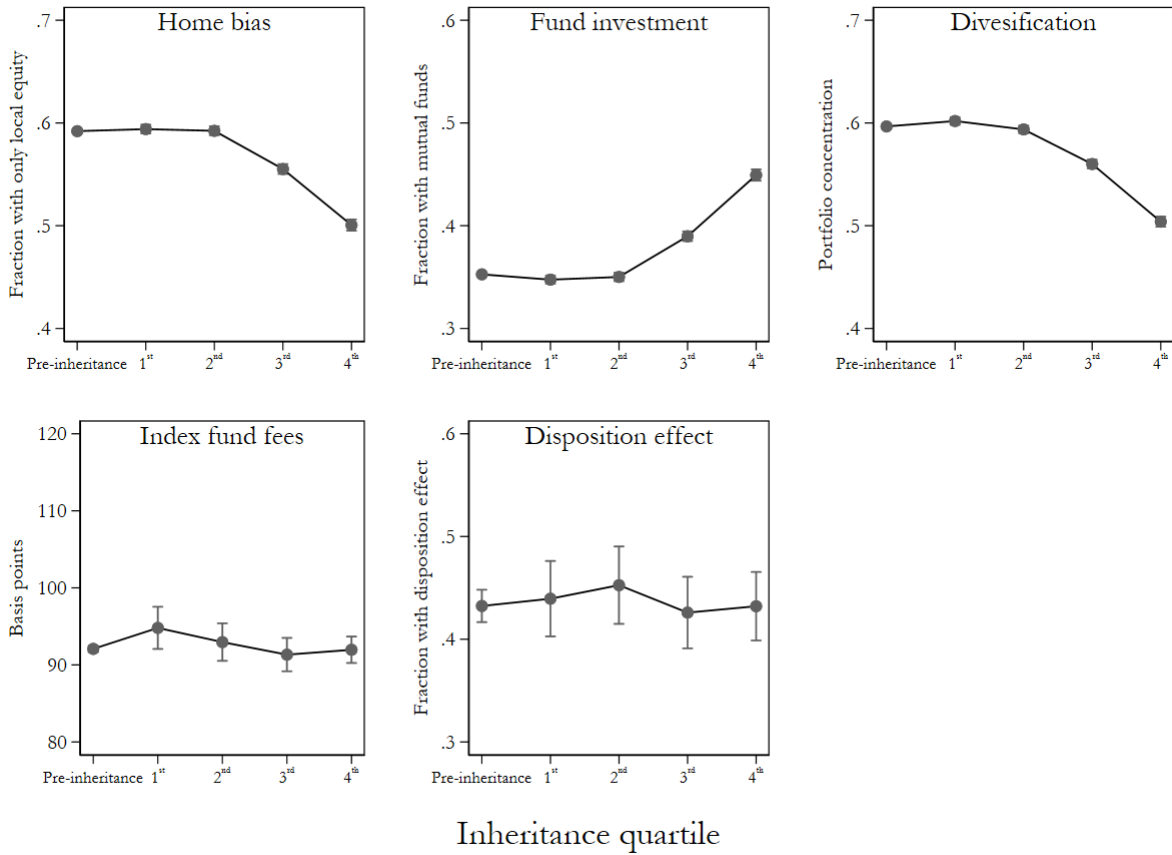 Home bias
Fraction with only local equity
.7
.6
.5
.4
Pre-inheritance 1st 2nd 3rd 4th
Fund investment
Fraction with mutual funds
.6
.5
.4
.3
Pre-inheritance 1st 2nd 3rd 4th
Divesification
Portfolio concentration
.7
.6
.5
.4
Pre-inheritance 1st 2nd 3rd 4th
Index fund fees
Basis points
120
110
100
90
80
Pre-inheritance 1st 2nd 3rd 4th
Disposition effect
Fraction with disposition effect
.6
.5
.4
.3
Pre-inheritance 1st 2nd 3rd 4th
Inheritance quartile